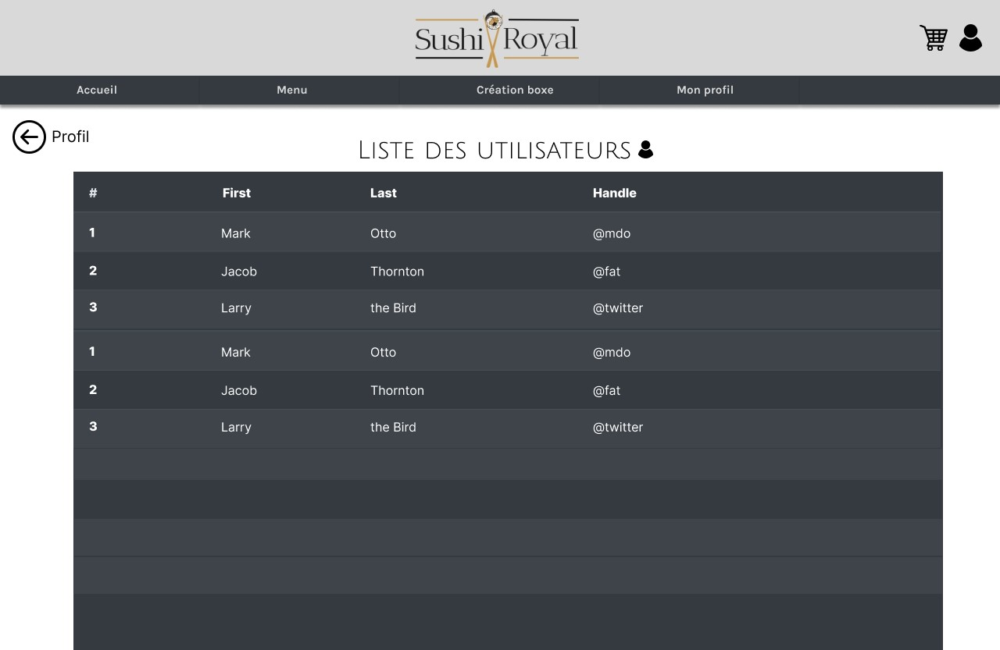 Sushi Royal
Accueil Menu Création boxe Mon profil
Profil
Liste des utilisateurs
# First Last Handle
1 Mark Otto @mdo
2 Jacob Thornton @fat
3 Larry the Bird @twitter
1 Mark Otto @mdo
2 Jacob Thornton @fat
3 Larry the Bird @twitter